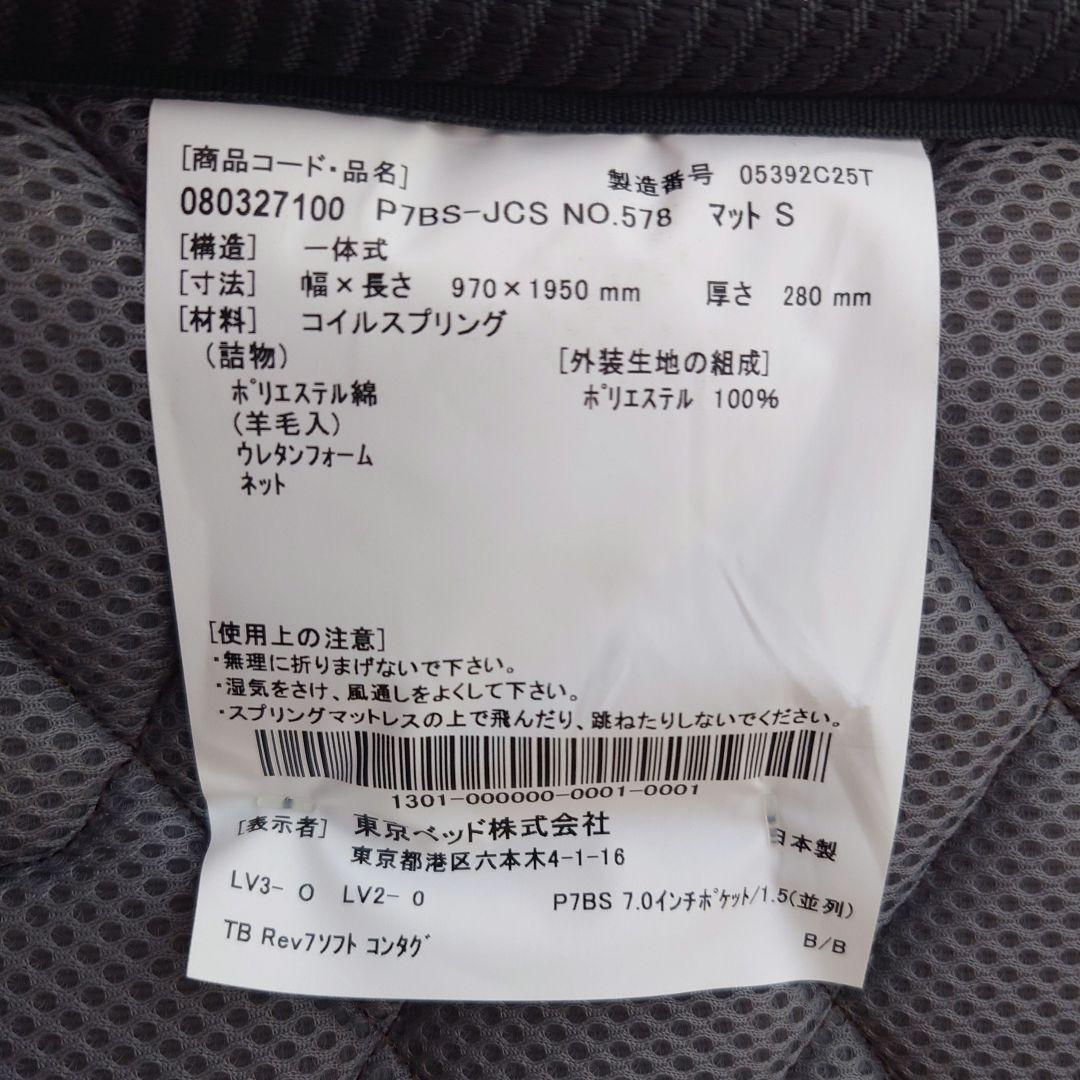 [商品コード・品名] 製造番号 05392C25T
080327100 P7BS-JCS NO.578 マット S
[構造] 一体式
[寸法] 幅×長さ 970×1950 mm 厚さ 280 mm
[材料] コイルスプリング
(詰物) [外装生地の組成]
ポリエステル綿 ポリエステル 100%
(羊毛入)
ウレタンフォーム
ネット
[使用上の注意]
・無理に折りまげないで下さい。
・湿気をさけ、風通しをよくして下さい。
・スプリングマットレスの上で飛んだり、跳ねたりしないでください。
1301-000000-0001-0001
[表示者] 東京ベッド株式会社 日本製
東京都港区六本木4-1-16
LV3- O LV2- O P7BS 7.0インチポケット/1.5(並列)
TB Rev7ソフト コンタグ B/B